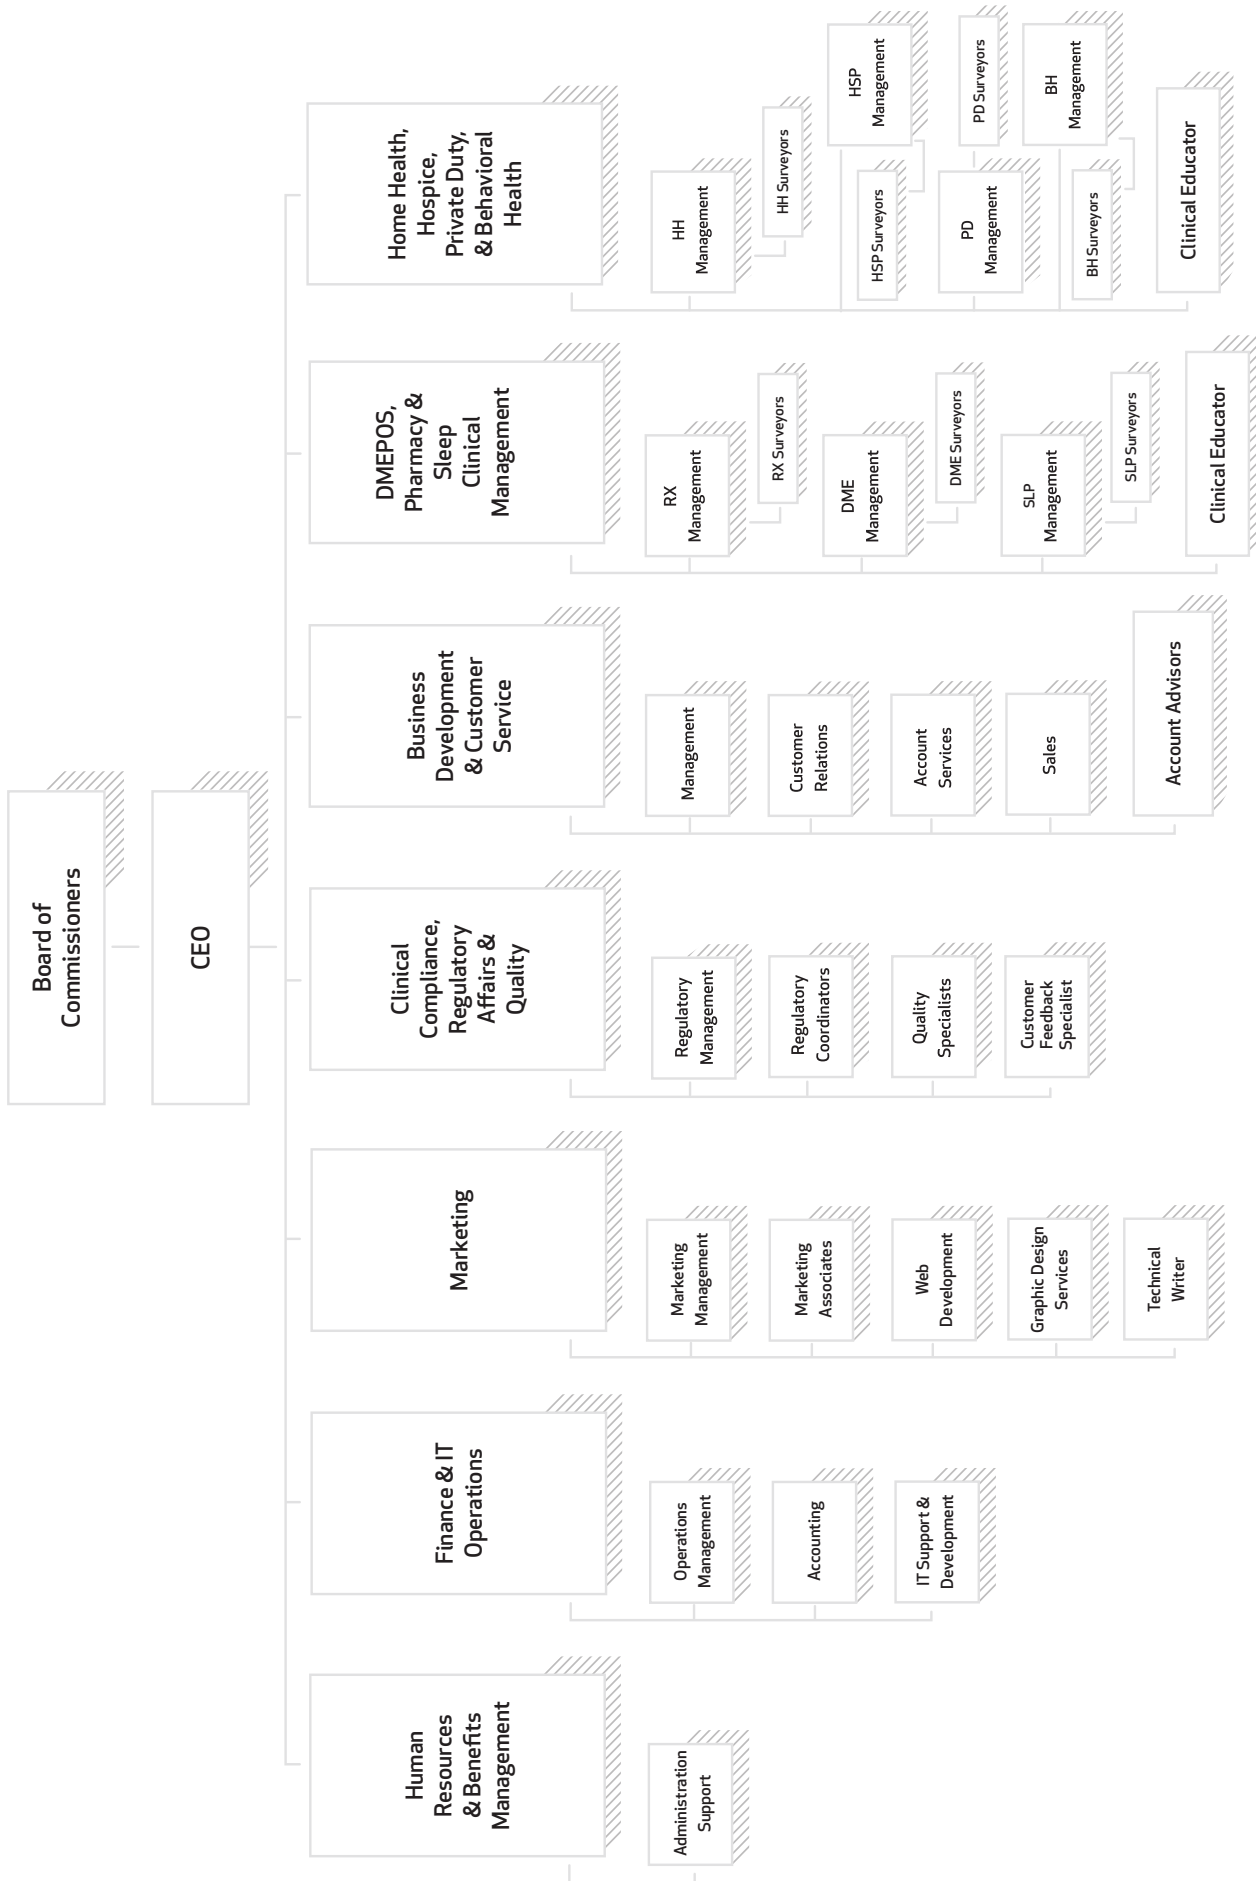 Board of
Commissioners
CEO
Human
Resources
& Benefits
Management
Administration
Support
Finance & IT
Operations
Operations
Management
Accounting
IT Support &
Development
Marketing
Marketing
Management
Marketing
Associates
Web
Development
Graphic Design
Services
Technical
Writer
Clinical
Compliance,
Regulatory
Affairs &
Quality
Regulatory
Management
Regulatory
Coordinators
Quality
Specialists
Customer
Feedback
Specialist
Business
Development
& Customer
Service
Management
Customer
Relations
Account
Services
Sales
Account Advisors
DMEPOS,
Pharmacy &
Sleep
Clinical
Management
RX
Management
RX Surveyors
DME
Management
DME Surveyors
SLP
Management
SLP Surveyors
Clinical Educator
Home Health,
Hospice,
Private Duty,
& Behavioral
Health
HH
Management
HH Surveyors
HSP
Management
HSP Surveyors
PD
Management
PD Surveyors
BH
Management
BH Surveyors
Clinical Educator